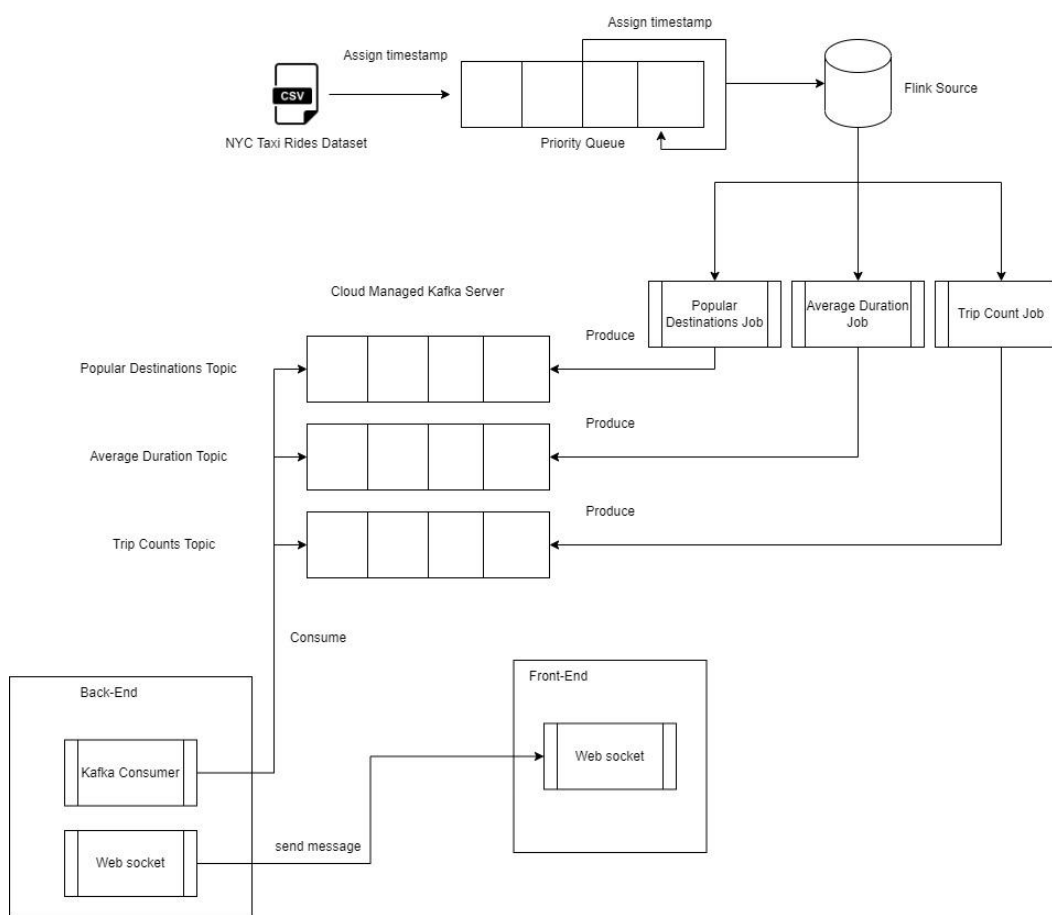 Assign timestamp
Assign timestamp
CSV
Flink Source
NYC Taxi Rides Dataset
Priority Queue
Cloud Managed Kafka Server
Popular
Destinations Job
Average Duration
Job
Trip Count Job
Produce
Popular Destinations Topic
Produce
Average Duration Topic
Produce
Trip Counts Topic
Consume
Back-End
Front-End
Kafka Consumer
Web socket
send message
Web socket